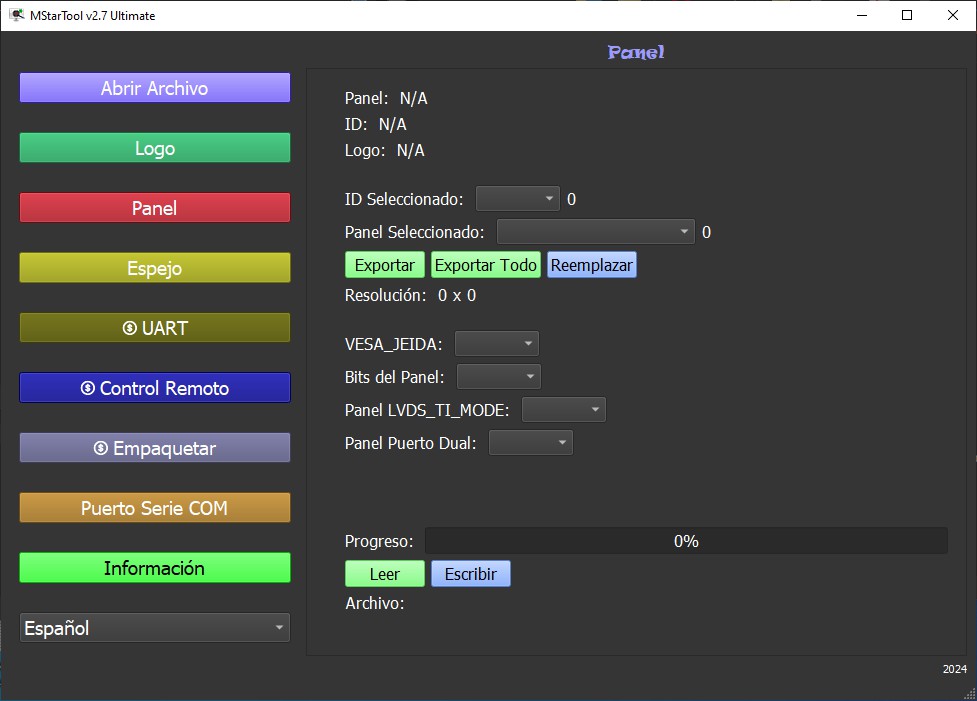 MStarTool v2.7 Ultimate
Panel
Abrir Archivo
Logo
Panel
Espejo
UART
Control Remoto
Empaquetar
Puerto Serie COM
Información
Español
Panel: N/A
ID: N/A
Logo: N/A
ID Seleccionado: 0
Panel Seleccionado: 0
Exportar Exportar Todo Reemplazar
Resolución: 0 x 0
VESA_JEIDA:
Bits del Panel:
Panel LVDS_TI_MODE:
Panel Puerto Dual:
Progreso: 0%
Leer Escribir
Archivo:
2024